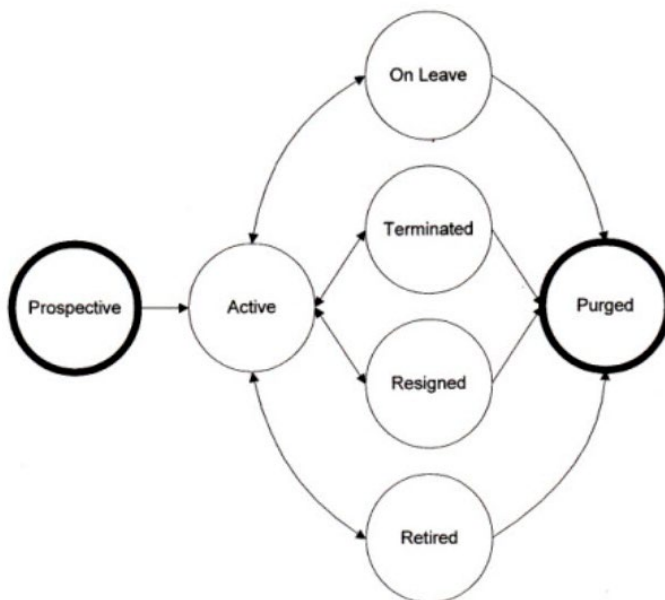 On Leave
Terminated
Prospective
Active
Purged
Resigned
Retired